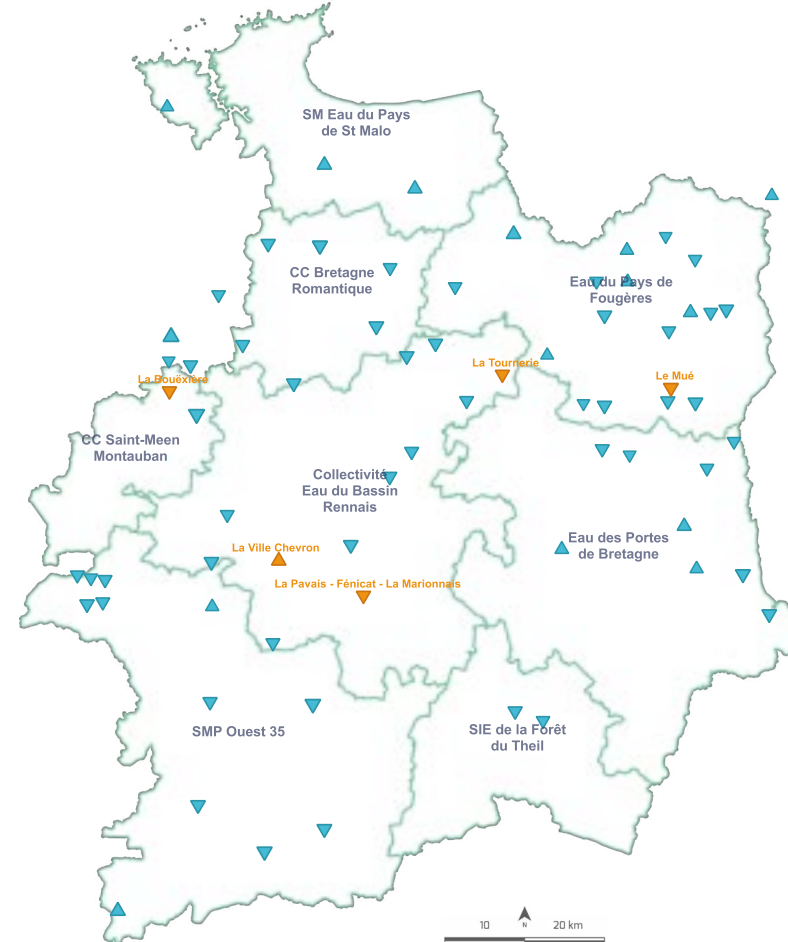 SM Eau du Pays
de St Malo
CC Bretagne
Romantique
Eau du Pays de
Fougères
La Tournerie
La Bouëxière
Le Mué
CC Saint-Meen
Montauban
Collectivité
Eau du Bassin
Rennais
Eau des Portes
de Bretagne
La Ville Chevron
La Pavais - Fénicat - La Marionnais
SMP Ouest 35
SIE de la Forêt
du Theil
10
N
20 km